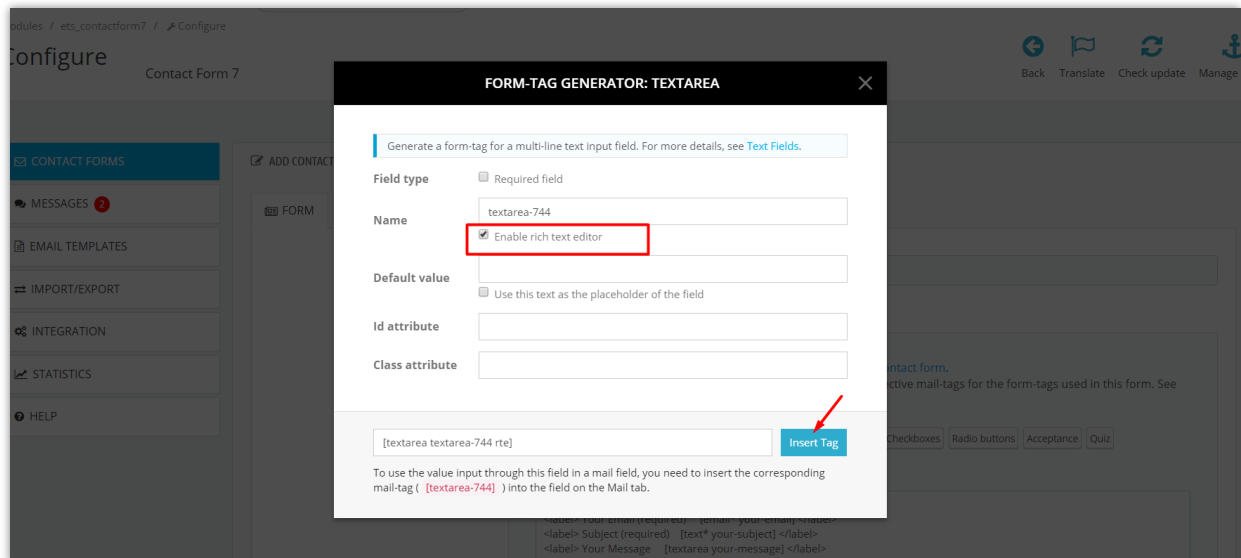 odules / ets_contactform7 / Configure
Configure
Contact Form 7
Back Translate Check update Manage
CONTACT FORMS
MESSAGES 2
EMAIL TEMPLATES
IMPORT/EXPORT
INTEGRATION
STATISTICS
HELP
ADD CONTACT
FORM
FORM-TAG GENERATOR: TEXTAREA
Generate a form-tag for a multi-line text input field. For more details, see Text Fields.
Field type Required field
Name textarea-744
Enable rich text editor
Default value
Use this text as the placeholder of the field
Id attribute
Class attribute
[textarea textarea-744 rte] Insert Tag
To use the value input through this field in a mail field, you need to insert the corresponding
mail-tag ( [textarea-744] ) into the field on the Mail tab.
ontact form.
ective mail-tags for the form-tags used in this form. See
Checkboxes Radio buttons Acceptance Quiz
<label> Your Email (required) [email* your-email] </label>
<label> Subject (required) [text* your-subject] </label>
<label> Your Message [textarea your-message] </label>